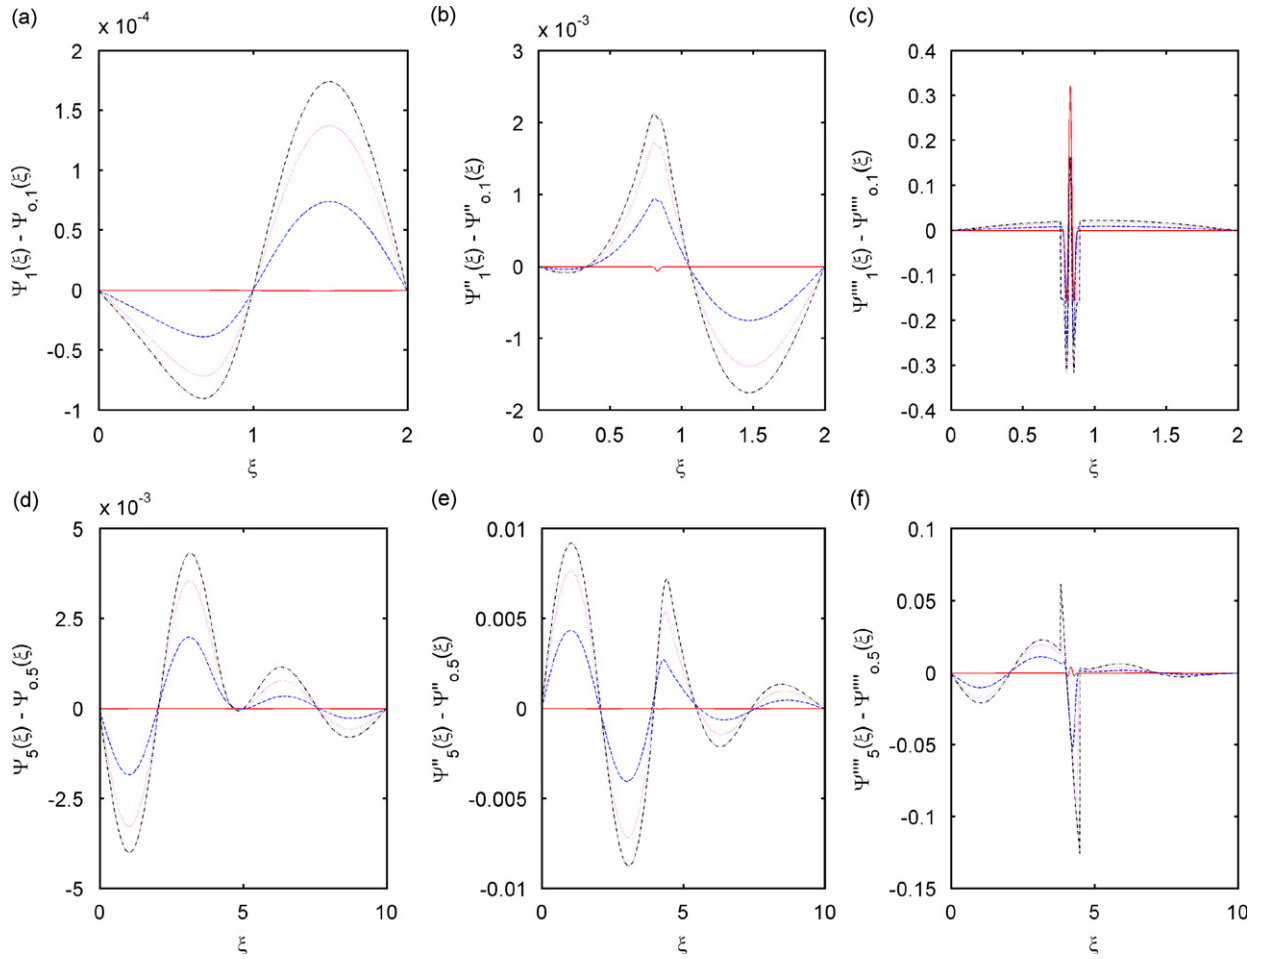 (a)
x 10⁻⁴
2
1.5
1
0.5
0
-0.5
-1
0 1 2
ξ
Ψ₁(ξ) - Ψₒ.₁(ξ)
(b)
x 10⁻³
3
2
1
0
-1
-2
0 0.5 1 1.5 2
ξ
Ψ"₁(ξ) - Ψ"ₒ.₁(ξ)
(c)
0.4
0.3
0.2
0.1
0
-0.1
-0.2
-0.3
-0.4
0 0.5 1 1.5 2
ξ
Ψ""₁(ξ) - Ψ""ₒ.₁(ξ)
(d)
x 10⁻³
5
2.5
0
-2.5
-5
0 5 10
ξ
Ψ₅(ξ) - Ψₒ.₅(ξ)
(e)
0.01
0.005
0
-0.005
-0.01
0 5 10
ξ
Ψ"₅(ξ) - Ψ"ₒ.₅(ξ)
(f)
0.1
0.05
0
-0.05
-0.1
-0.15
0 5 10
ξ
Ψ""₅(ξ) - Ψ""ₒ.₅(ξ)